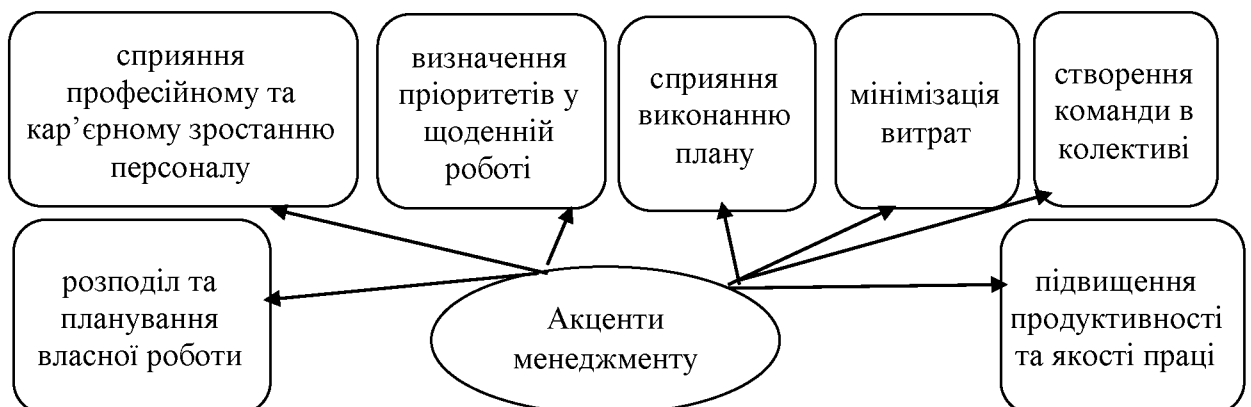 сприяння
професійному та
кар’єрному зростанню
персоналу
визначення
пріоритетів у
щоденній
роботі
сприяння
виконанню
плану
мінімізація
витрат
створення
команди в
колективі
розподіл та
планування
власної роботи
Акценти
менеджменту
підвищення
продуктивності
та якості праці